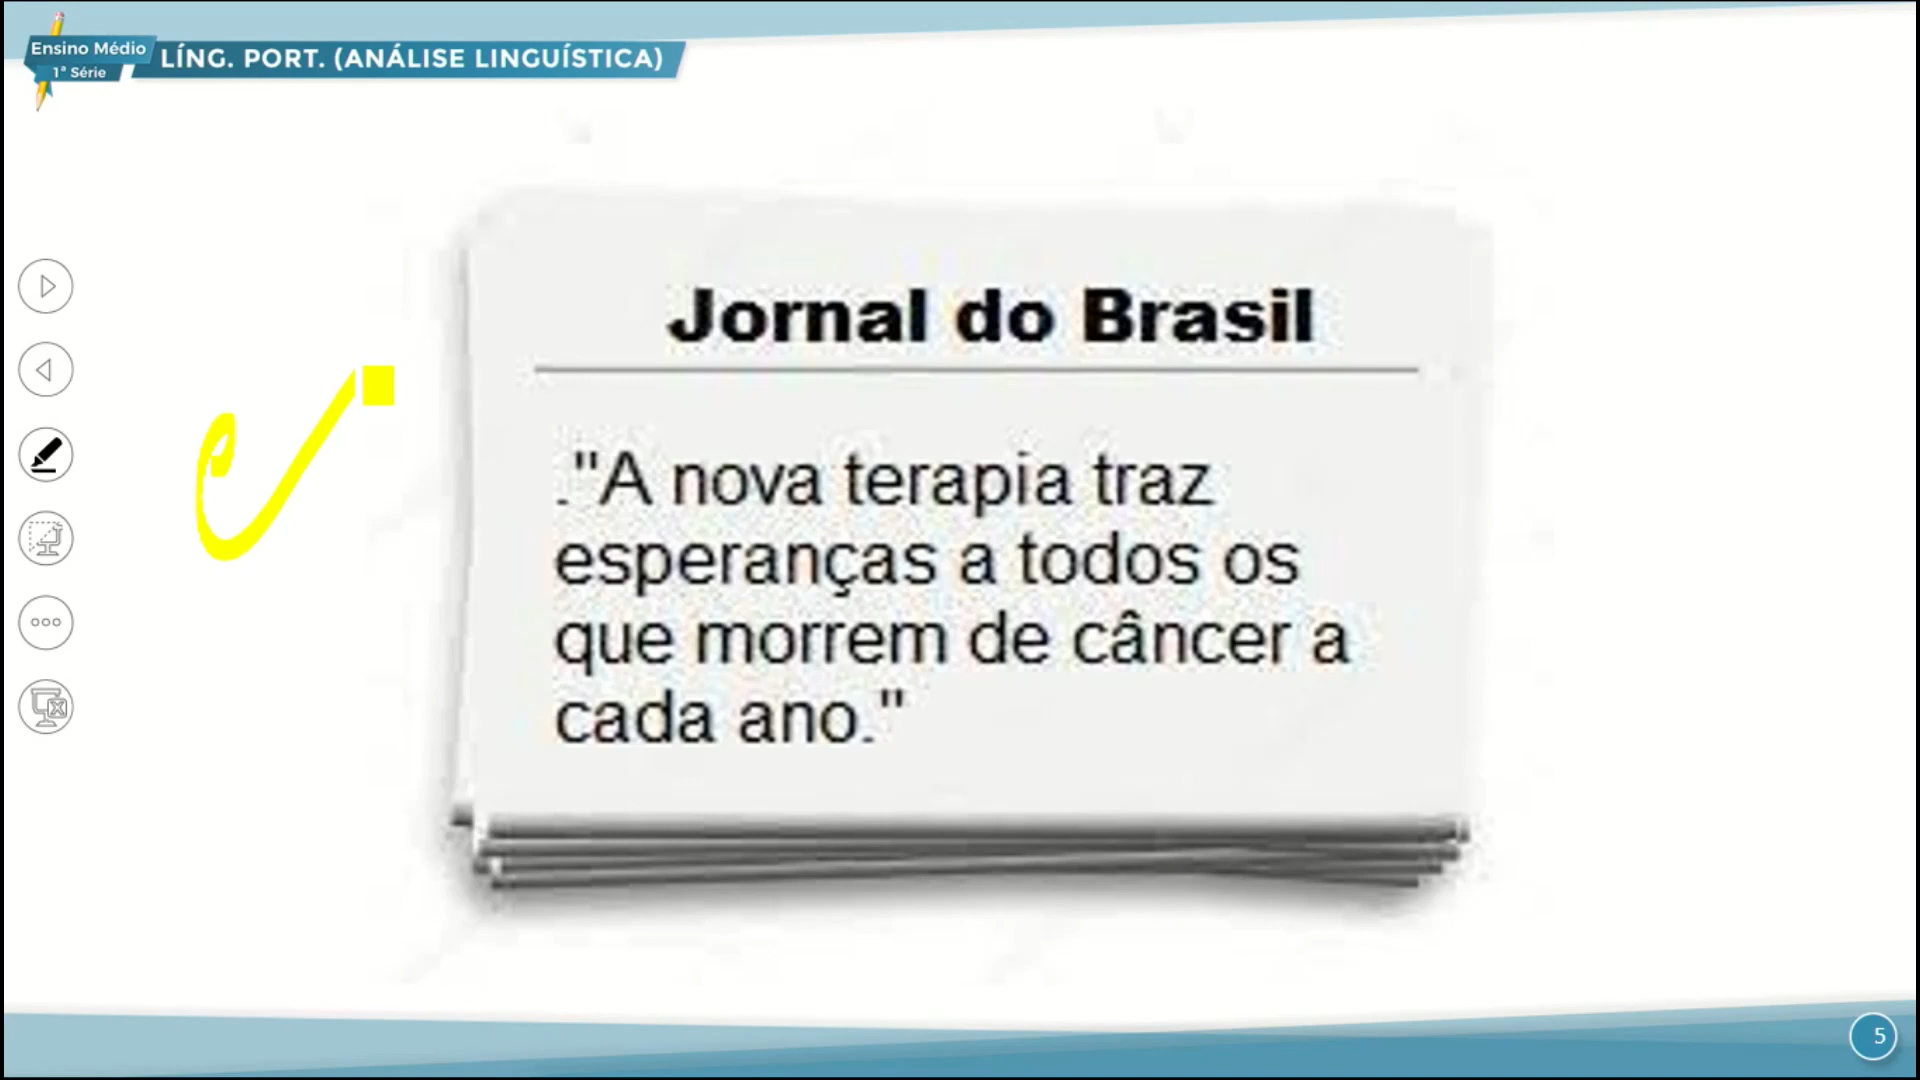 Ensino Médio
1ª Série
LÍNG. PORT. (ANÁLISE LINGUÍSTICA)
Jornal do Brasil
."A nova terapia traz
esperanças a todos os
que morrem de câncer a
cada ano."
5